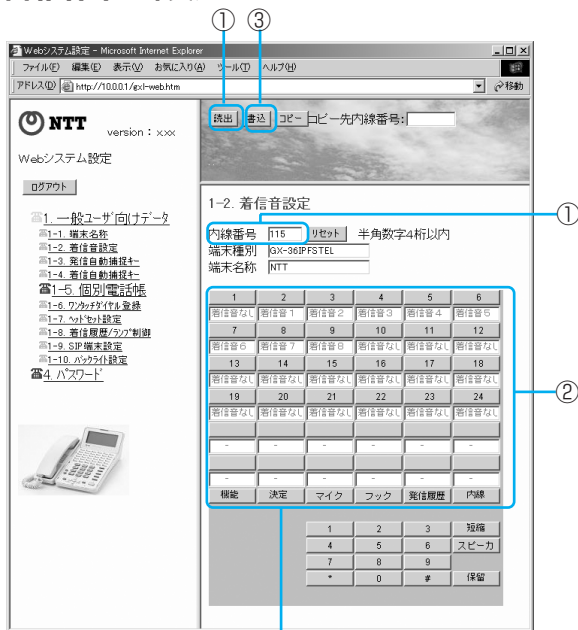 ① ③
Webシステム設定 - Microsoft Internet Explorer
ファイル(F) 編集(E) 表示(V) お気に入り(A) ツール(T) ヘルプ(H)
アドレス(D) http://10.0.0.1/gxl-web.htm 移動
NTT version：×××
Webシステム設定
ログアウト
1. 一般ユーザ向けデータ
1-1. 端末名称
1-2. 着信音設定
1-3. 発信自動捕捉キー
1-4. 着信自動捕捉キー
1-5. 個別電話帳
1-6. ワンタッチダイヤル登録
1-7. ヘッドセット設定
1-8. 着信履歴/ランプ制御
1-9. SIP端末設定
1-10. バックライト設定
4. パスワード
読出 書込 コピー コピー先内線番号：
1-2. 着信音設定
①
内線番号 115 リセット 半角数字4桁以内
端末種別 GX-36IPFSTEL
端末名称 NTT
1 2 3 4 5 6
着信音なし 着信音1 着信音2 着信音3 着信音4 着信音5
7 8 9 10 11 12
着信音6 着信音7 着信音8 着信音なし 着信音なし 着信音なし
②
13 14 15 16 17 18
着信音なし 着信音なし 着信音なし 着信音なし 着信音なし 着信音なし
19 20 21 22 23 24
着信音なし 着信音なし 着信音なし 着信音なし 着信音なし 着信音なし
- - - - - -
- - - - - -
機能 決定 マイク フック 発信履歴 内線
1 2 3 短縮
4 5 6 スピーカ
7 8 9
* 0 # 保留